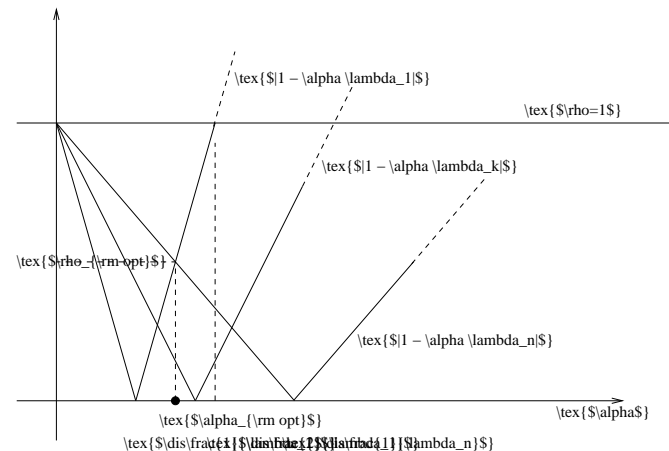 \tex{$|1 − \alpha \lambda_1|$}
\tex{$\rho=1$}
\tex{$|1 − \alpha \lambda_k|$}
\tex{$\rho_{\rm opt}$}
\tex{$|1 − \alpha \lambda_n|$}
\tex{$\alpha$}
\tex{$\alpha_{\rm opt}$}